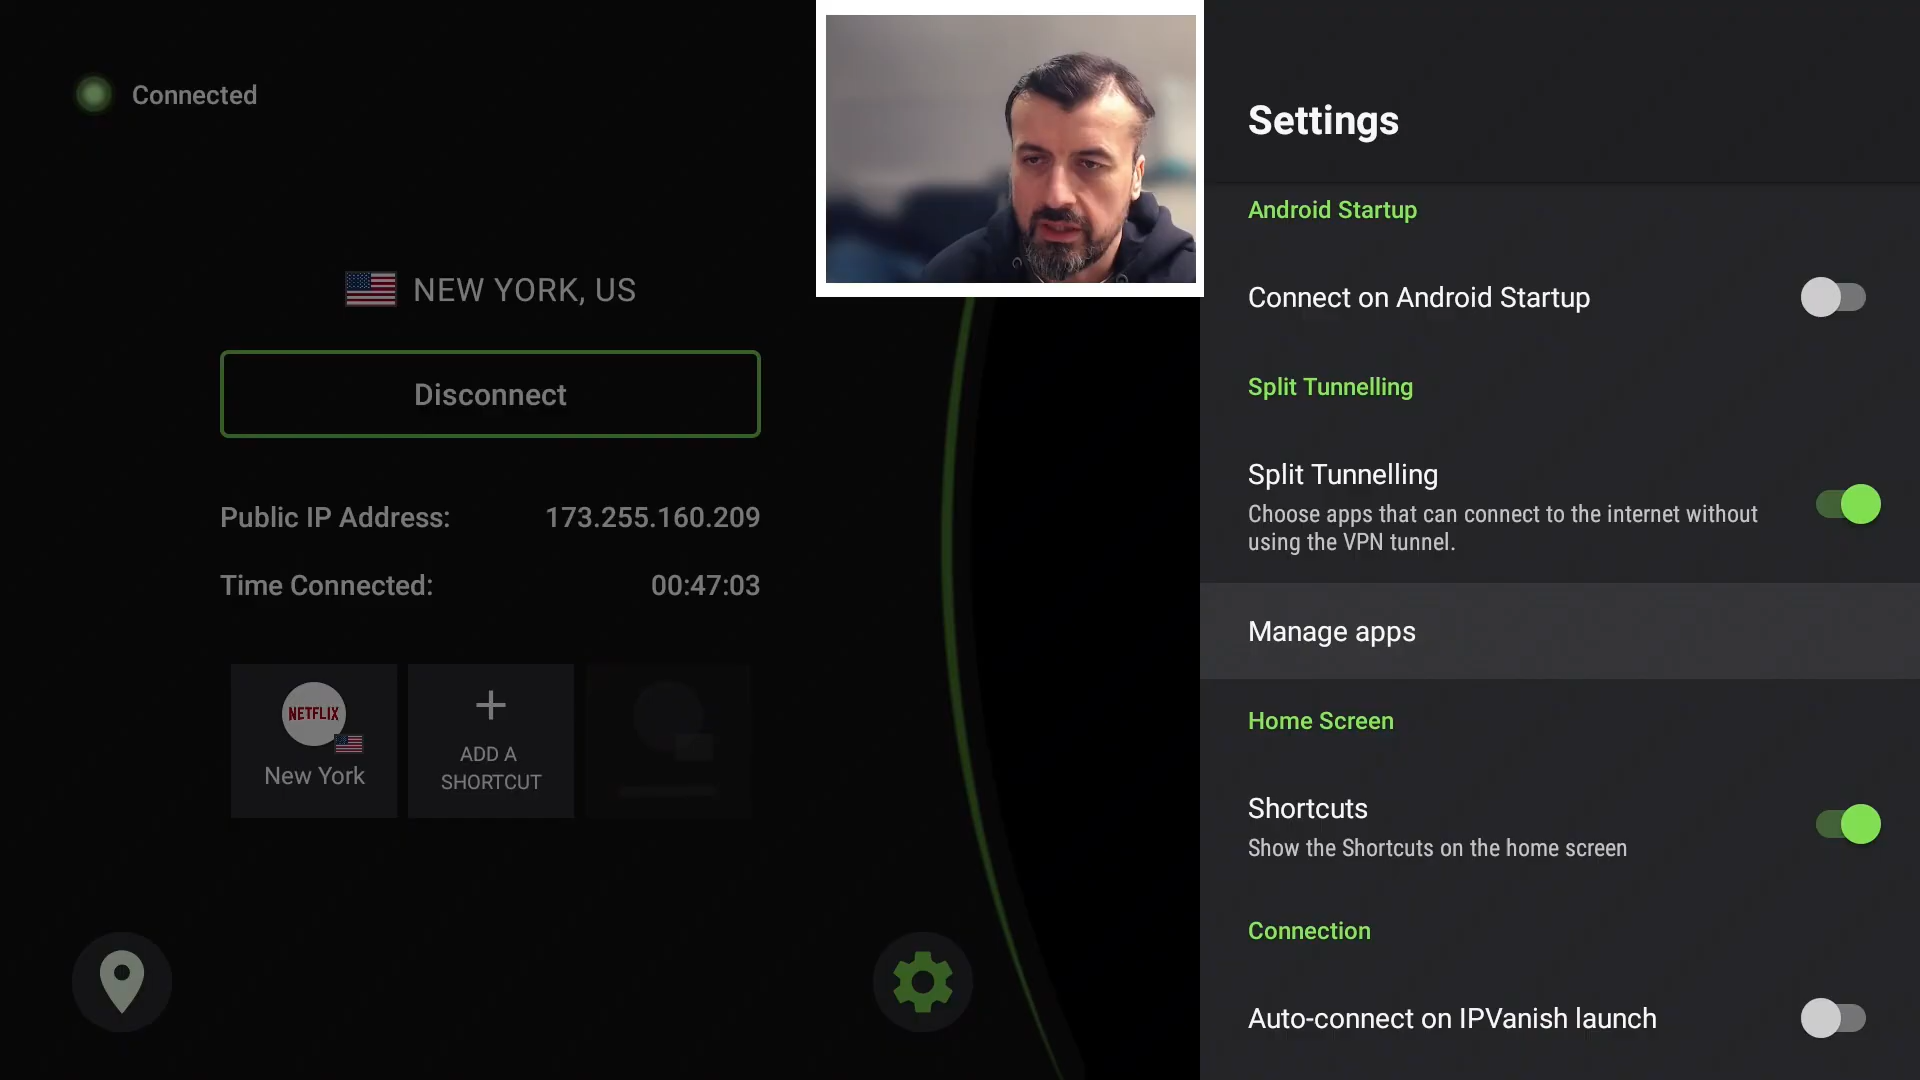 Connected
NEW YORK, US
Disconnect
Public IP Address: 173.255.160.209
Time Connected: 00:47:03
NETFLIX
New York
ADD A
SHORTCUT
Settings
Android Startup
Connect on Android Startup
Split Tunnelling
Split Tunnelling
Choose apps that can connect to the internet without
using the VPN tunnel.
Manage apps
Home Screen
Shortcuts
Show the Shortcuts on the home screen
Connection
Auto-connect on IPVanish launch